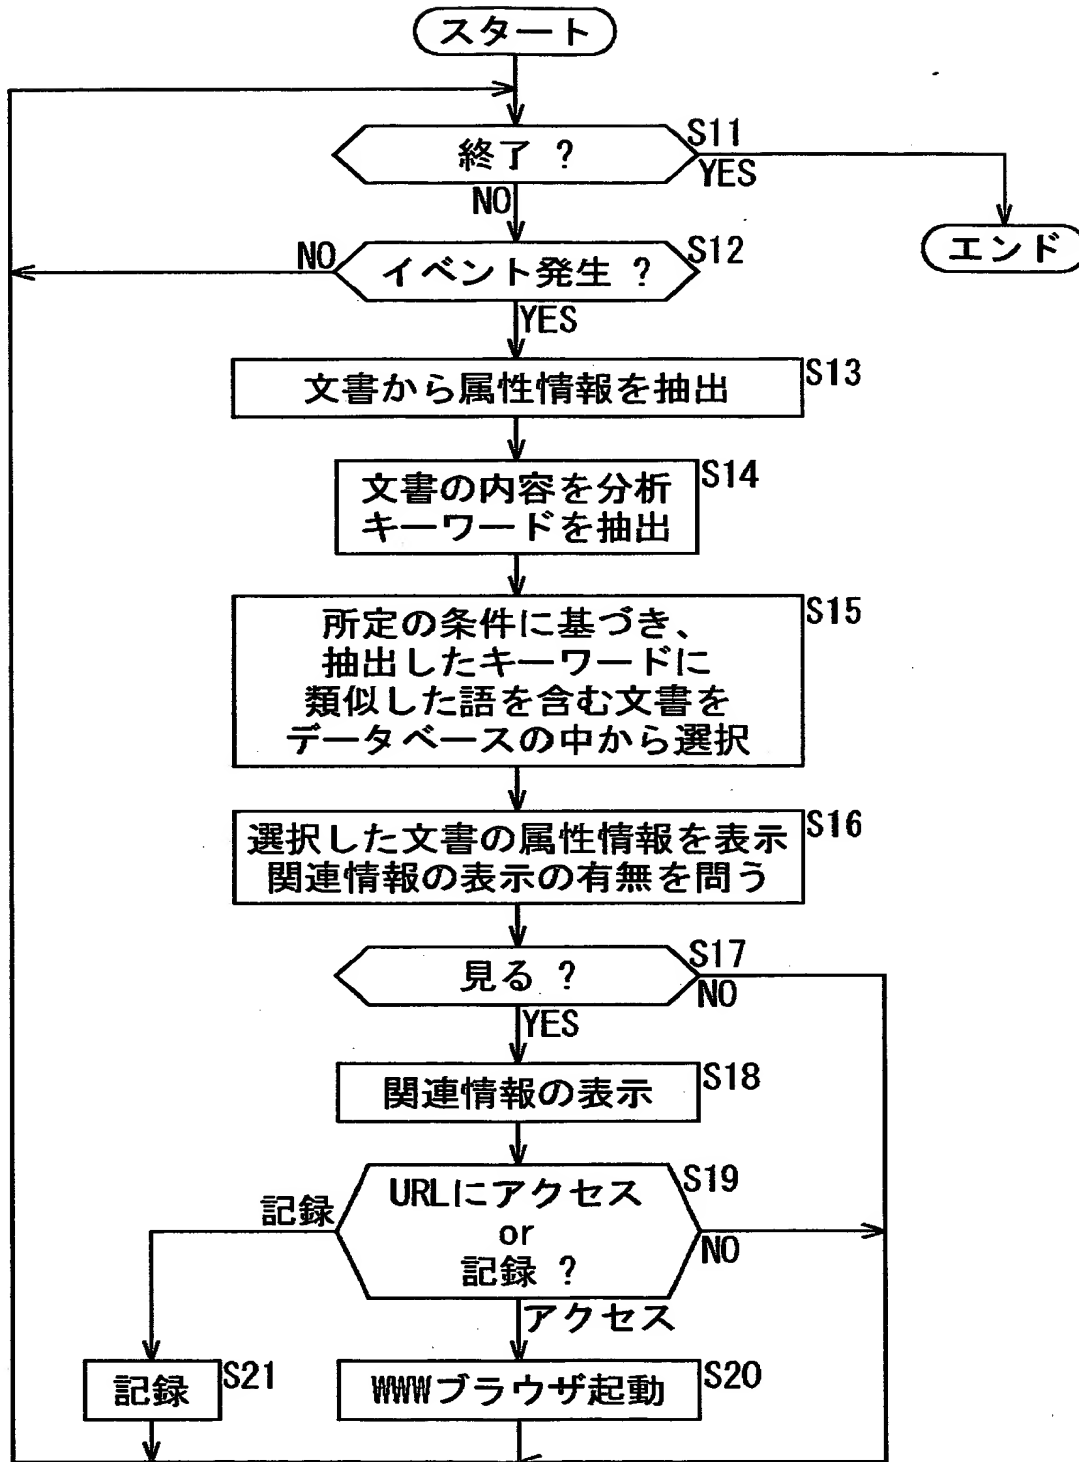 スタート
終了 ?
S11
YES
NO
エンド
イベント発生 ?
S12
NO
YES
文書から属性情報を抽出
S13
文書の内容を分析
キーワードを抽出
S14
所定の条件に基づき、
抽出したキーワードに
類似した語を含む文書を
データベースの中から選択
S15
選択した文書の属性情報を表示
関連情報の表示の有無を問う
S16
見る ?
S17
NO
YES
関連情報の表示
S18
URLにアクセス
or
記録 ?
S19
記録
NO
アクセス
記録
S21
WWWブラウザ起動
S20